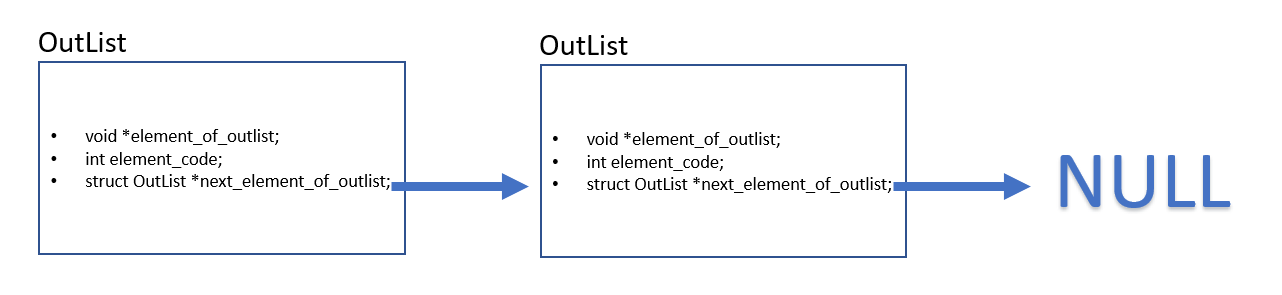 OutList
• void *element_of_outlist;
• int element_code;
• struct OutList *next_element_of_outlist;
OutList
• void *element_of_outlist;
• int element_code;
• struct OutList *next_element_of_outlist;
NULL